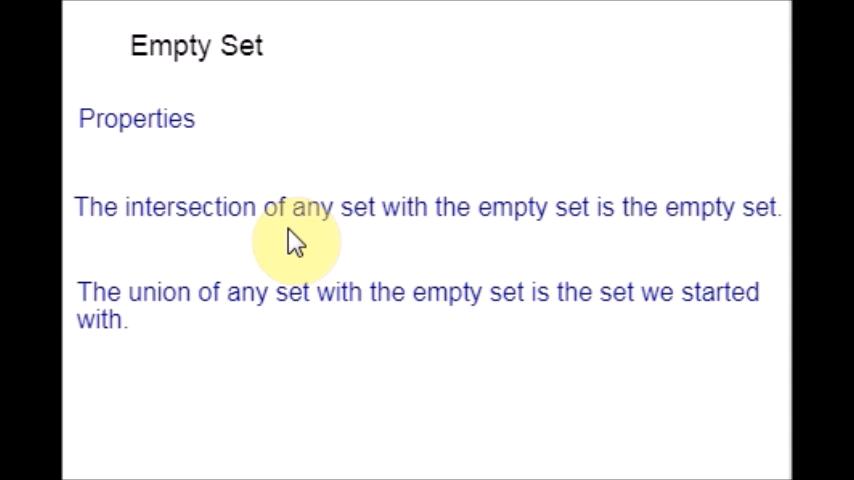 Empty Set
Properties
The intersection of any set with the empty set is the empty set.
The union of any set with the empty set is the set we started
with.